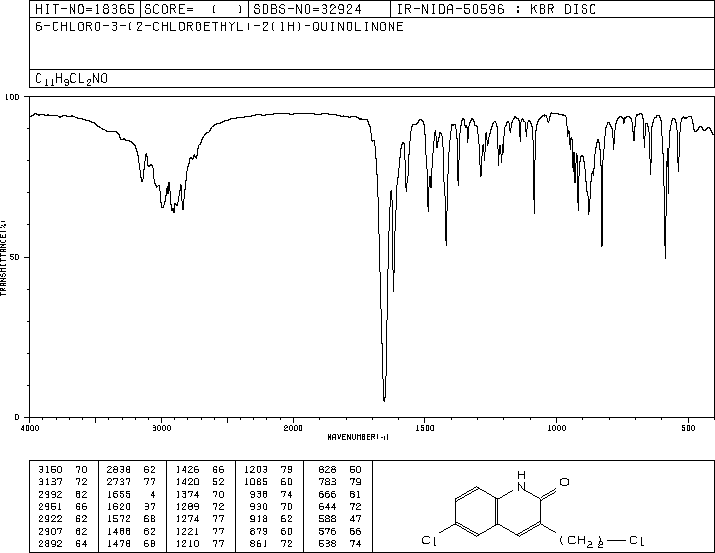 HIT-NO=18365 SCORE= ( ) SDBS-NO=32924 IR-NIDA-50596 : KBR DISC
6-CHLORO-3-(2-CHLOROETHYL)-2(1H)-QUINOLINONE
C11H9CL2NO
100
50
0
TRANSMITTANCE(%)
4000 3000 2000 1500 1000 500
WAVENUMBER(-1)
3150 70 2838 62 1426 66 1203 79 828 50
3137 72 2737 77 1420 52 1085 60 783 79
2992 62 1655 4 1374 70 938 74 666 81
2951 66 1620 37 1289 72 930 70 644 72
2922 62 1572 68 1274 77 918 62 588 47
2907 62 1488 62 1221 77 879 60 576 66
2892 64 1478 68 1210 77 861 72 538 74
H
N
O
Cl
(CH2)2 Cl